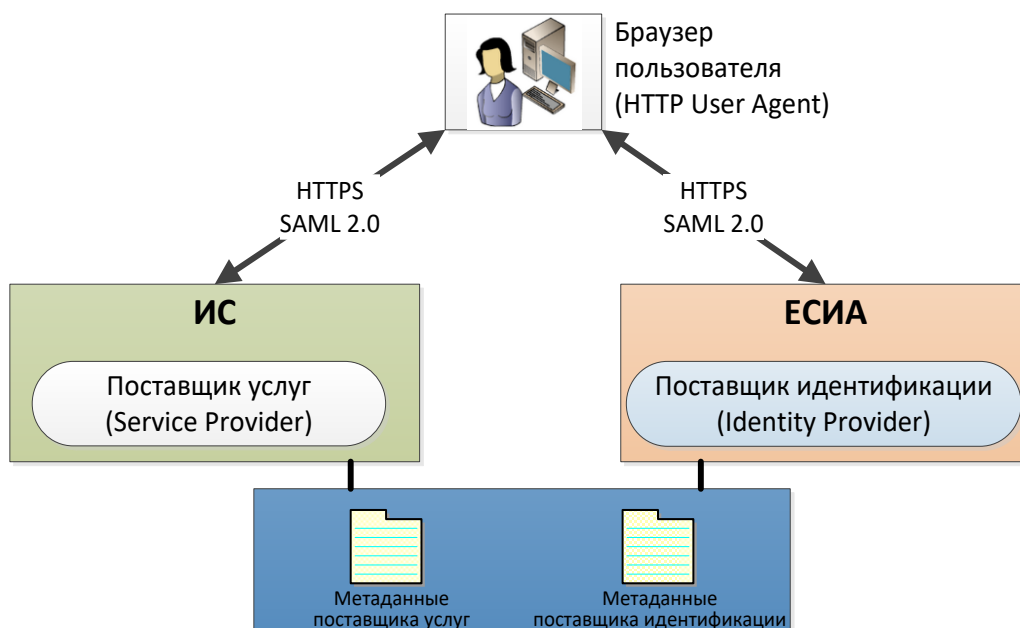 Браузер
пользователя
(HTTP User Agent)
HTTPS
SAML 2.0
HTTPS
SAML 2.0
ИС
Поставщик услуг
(Service Provider)
ЕСИА
Поставщик идентификации
(Identity Provider)
Метаданные
поставщика услуг
Метаданные
поставщика идентификации